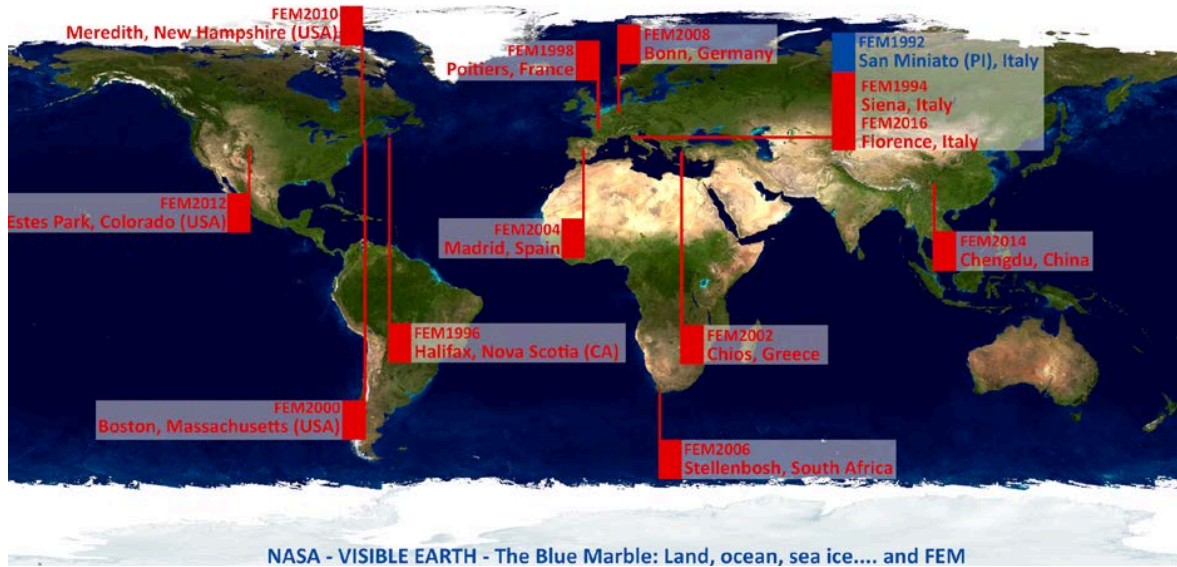 FEM2010
Meredith, New Hampshire (USA)
FEM1998
Poitiers, France
FEM2008
Bonn, Germany
FEM1992
San Miniato (PI), Italy
FEM1994
Siena, Italy
FEM2016
Florence, Italy
FEM2012
Estes Park, Colorado (USA)
FEM2004
Madrid, Spain
FEM2014
Chengdu, China
FEM1996
Halifax, Nova Scotia (CA)
FEM2002
Chios, Greece
FEM2000
Boston, Massachusetts (USA)
FEM2006
Stellenbosh, South Africa
NASA - VISIBLE EARTH - The Blue Marble: Land, ocean, sea ice.... and FEM